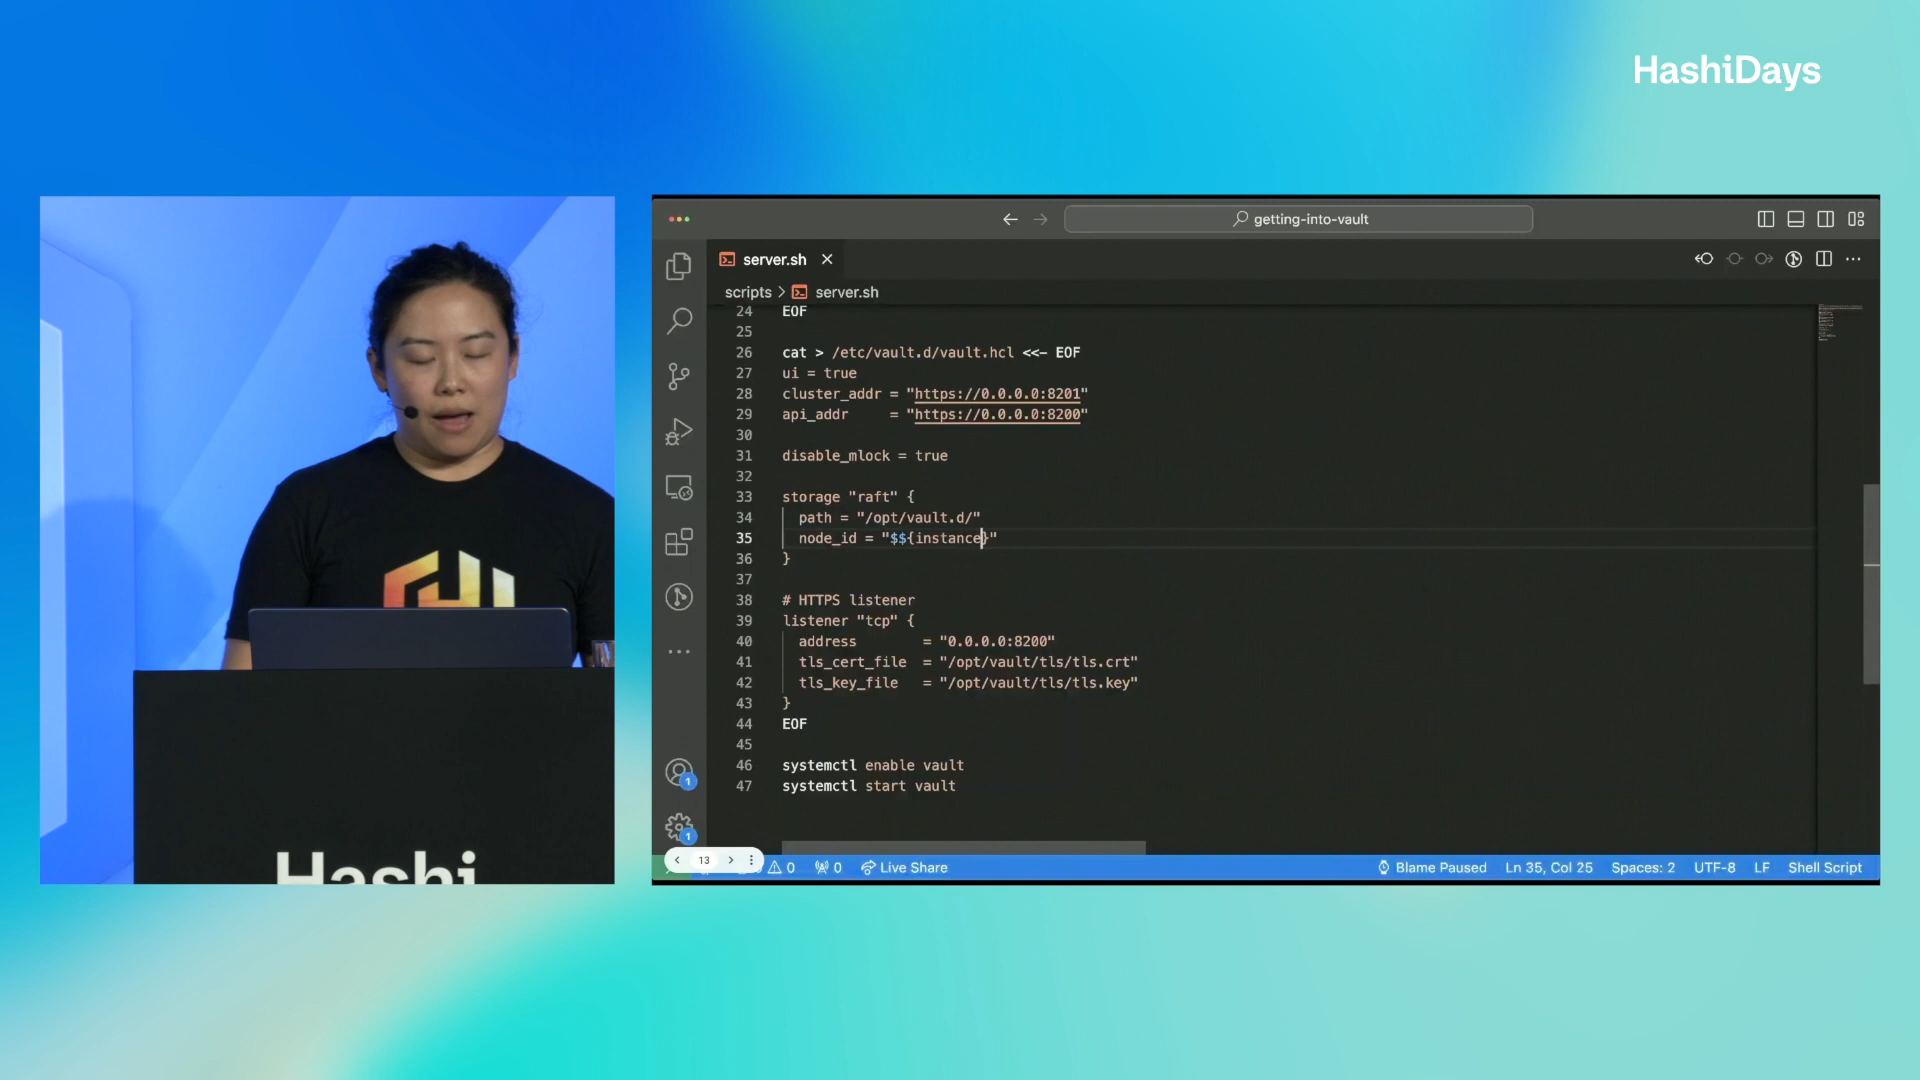 HashiDays
getting-into-vault
server.sh
scripts > server.sh
24 EOF
25
26 cat > /etc/vault.d/vault.hcl <<- EOF
27 ui = true
28 cluster_addr = "https://0.0.0.0:8201"
29 api_addr = "https://0.0.0.0:8200"
30
31 disable_mlock = true
32
33 storage "raft" {
34 path = "/opt/vault.d/"
35 node_id = "$${instance}"
36 }
37
38 # HTTPS listener
39 listener "tcp" {
40 address = "0.0.0.0:8200"
41 tls_cert_file = "/opt/vault/tls/tls.crt"
42 tls_key_file = "/opt/vault/tls/tls.key"
43 }
44 EOF
45
46 systemctl enable vault
47 systemctl start vault
1
1
13 0 0 Live Share Blame Paused Ln 35, Col 25 Spaces: 2 UTF-8 LF Shell Script
Hashi